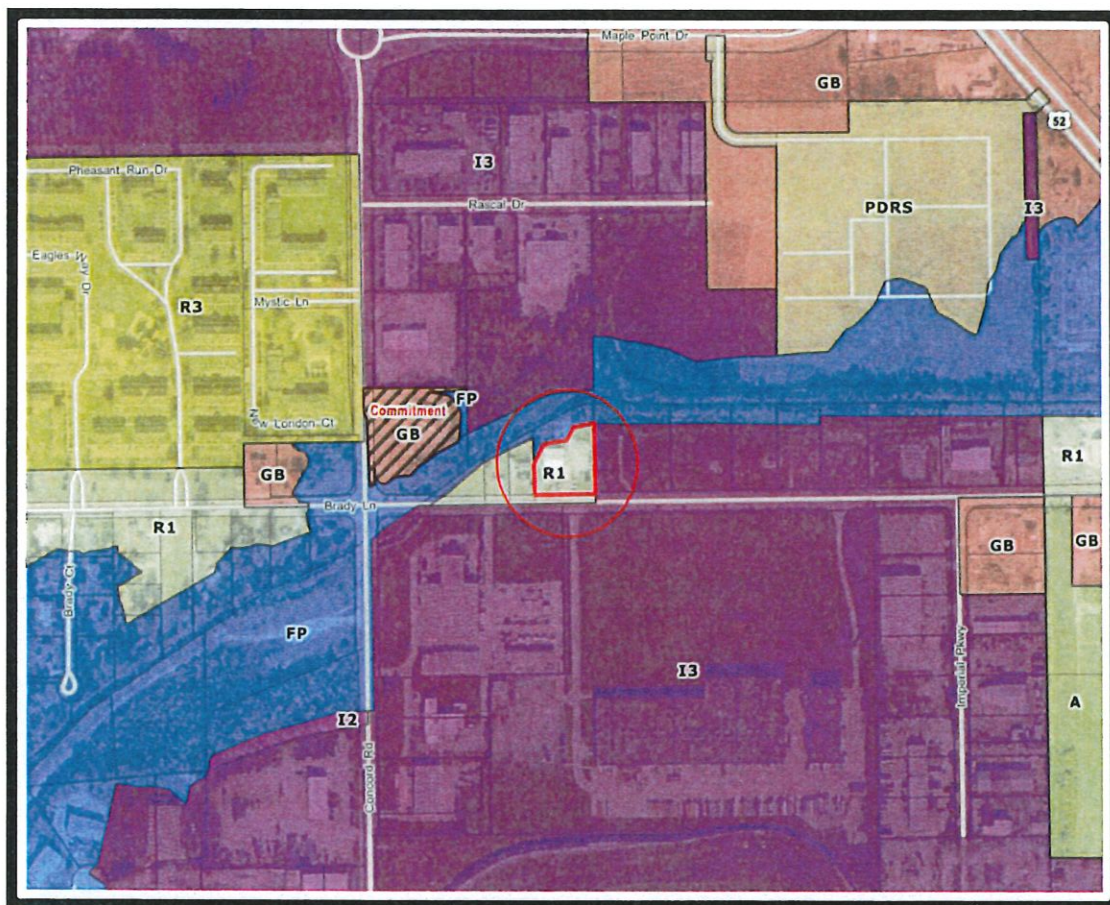 Maple Point Dr
GB
52
I3
Pheasant Run Dr
Rascal Dr
PDRS
I3
Eagles Way Dr
R3
Mystic Ln
Commitment
FP
GB
New London Ct
GB
R1
R1
Brady Ln
R1
GB
GB
Brady Ct
FP
I3
Imperial Pkwy
A
I2
Concord Rd